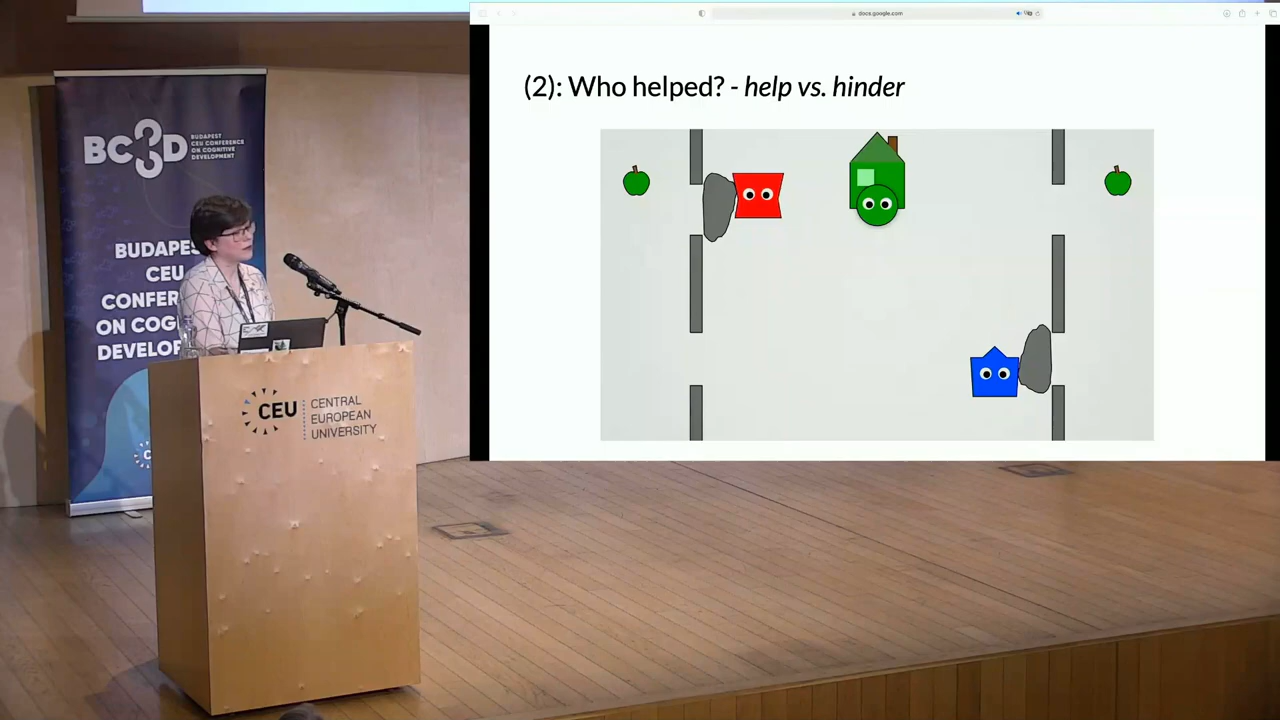 docs.google.com
(2): Who helped? - help vs. hinder
BC3D
BUDAPEST
CEU CONFERENCE
ON COGNITIVE
DEVELOPMENT
BUDAPES
CEU
CONFER
ON COG
DEVELOP
CEU
CENTRAL
EUROPEAN
UNIVERSITY